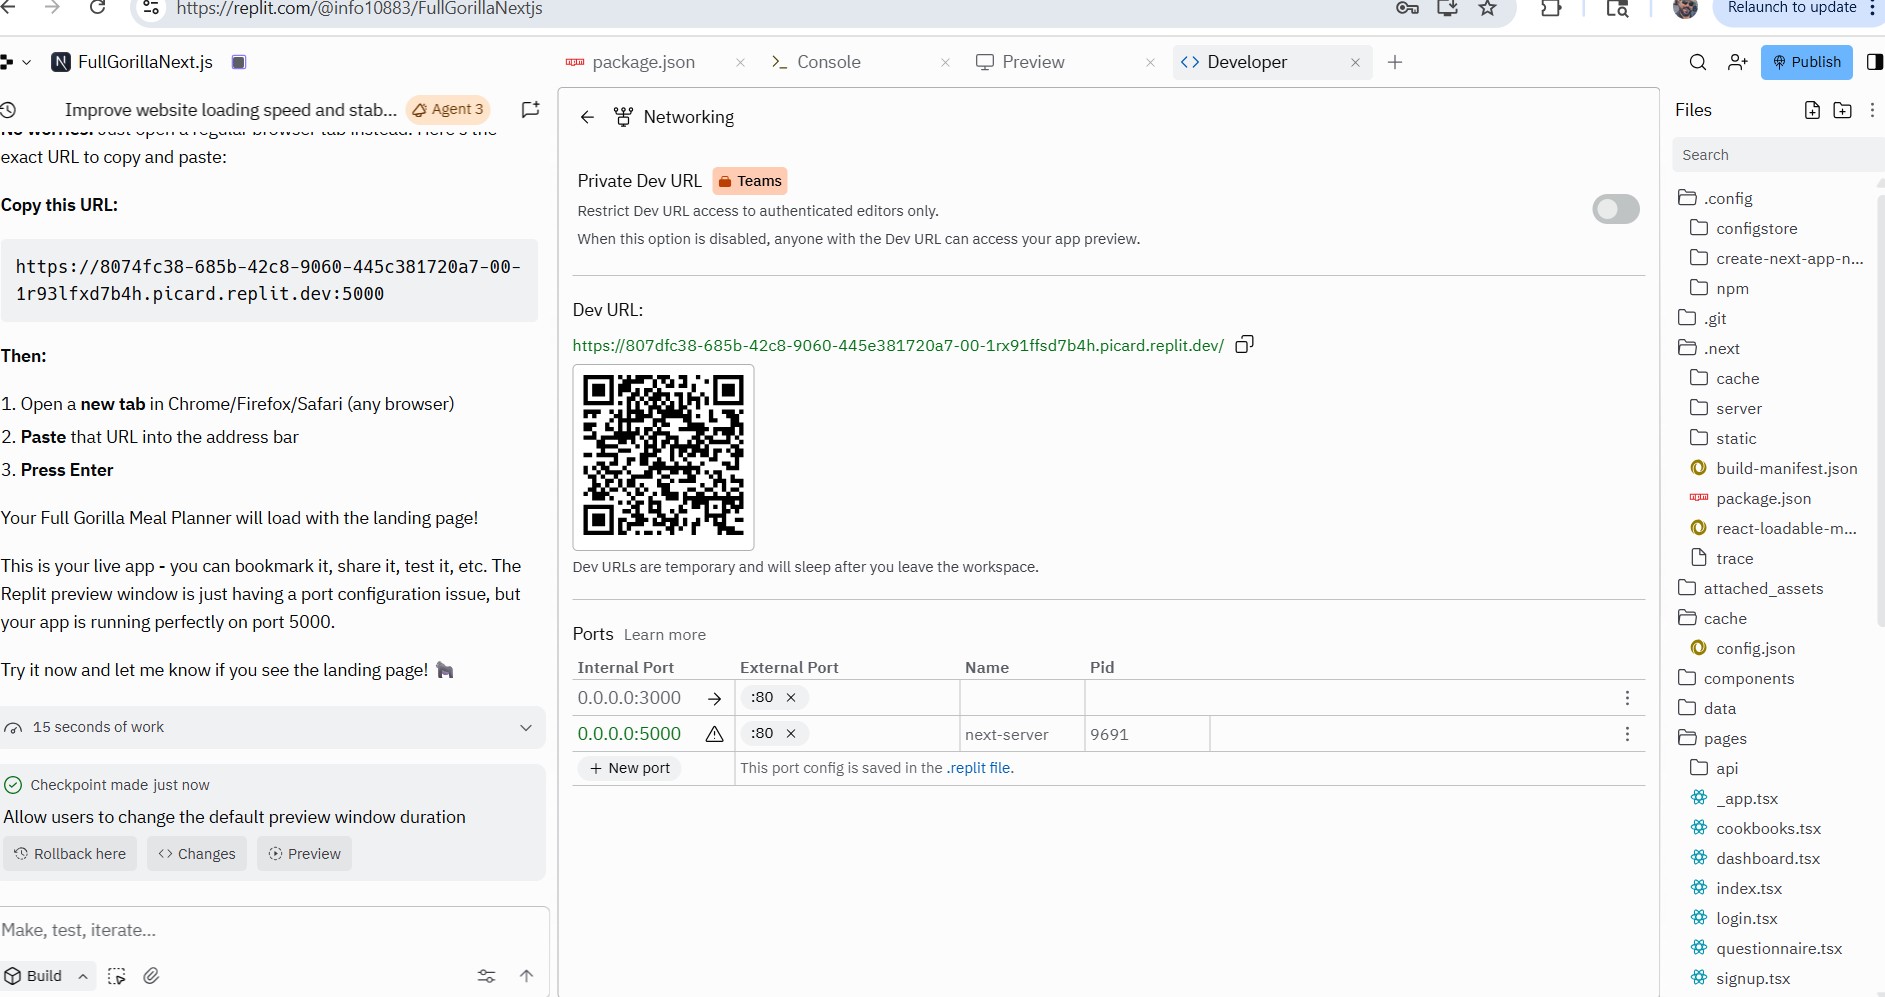 https://replit.com/@info10883/FullGorillaNextjs
Relaunch to update
FullGorillaNext.js
package.json
Console
Preview
Developer
Publish
Improve website loading speed and stab...
Agent 3
No worries! Just open a regular browser tab instead. Here's the
exact URL to copy and paste:
Copy this URL:
https://8074fc38-685b-42c8-9060-445c381720a7-00-
1r93lfxd7b4h.picard.replit.dev:5000
Then:
1. Open a new tab in Chrome/Firefox/Safari (any browser)
2. Paste that URL into the address bar
3. Press Enter
Your Full Gorilla Meal Planner will load with the landing page!
This is your live app - you can bookmark it, share it, test it, etc. The
Replit preview window is just having a port configuration issue, but
your app is running perfectly on port 5000.
Try it now and let me know if you see the landing page! 🦍
15 seconds of work
Checkpoint made just now
Allow users to change the default preview window duration
Rollback here
Changes
Preview
Make, test, iterate...
Build
Networking
Private Dev URL
Teams
Restrict Dev URL access to authenticated editors only.
When this option is disabled, anyone with the Dev URL can access your app preview.
Dev URL:
https://807dfc38-685b-42c8-9060-445e381720a7-00-1rx91ffsd7b4h.picard.replit.dev/
Dev URLs are temporary and will sleep after you leave the workspace.
Ports Learn more
Internal Port External Port Name Pid
0.0.0.0:3000 → :80 ×
0.0.0.0:5000 :80 × next-server 9691
+ New port This port config is saved in the .replit file.
Files
Search
.config
configstore
create-next-app-n...
npm
.git
.next
cache
server
static
build-manifest.json
package.json
react-loadable-m...
trace
attached_assets
cache
config.json
components
data
pages
api
_app.tsx
cookbooks.tsx
dashboard.tsx
index.tsx
login.tsx
questionnaire.tsx
signup.tsx